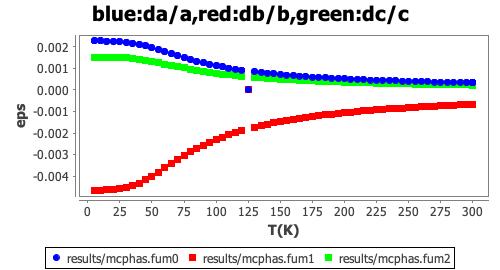 blue:da/a,red:db/b,green:dc/c
0.002
0.001
-0.000
-0.001
-0.002
-0.003
-0.004
eps
0 25 50 75 100 125 150 175 200 225 250 275 300
T(K)
results/mcphas.fum0 results/mcphas.fum1 results/mcphas.fum2